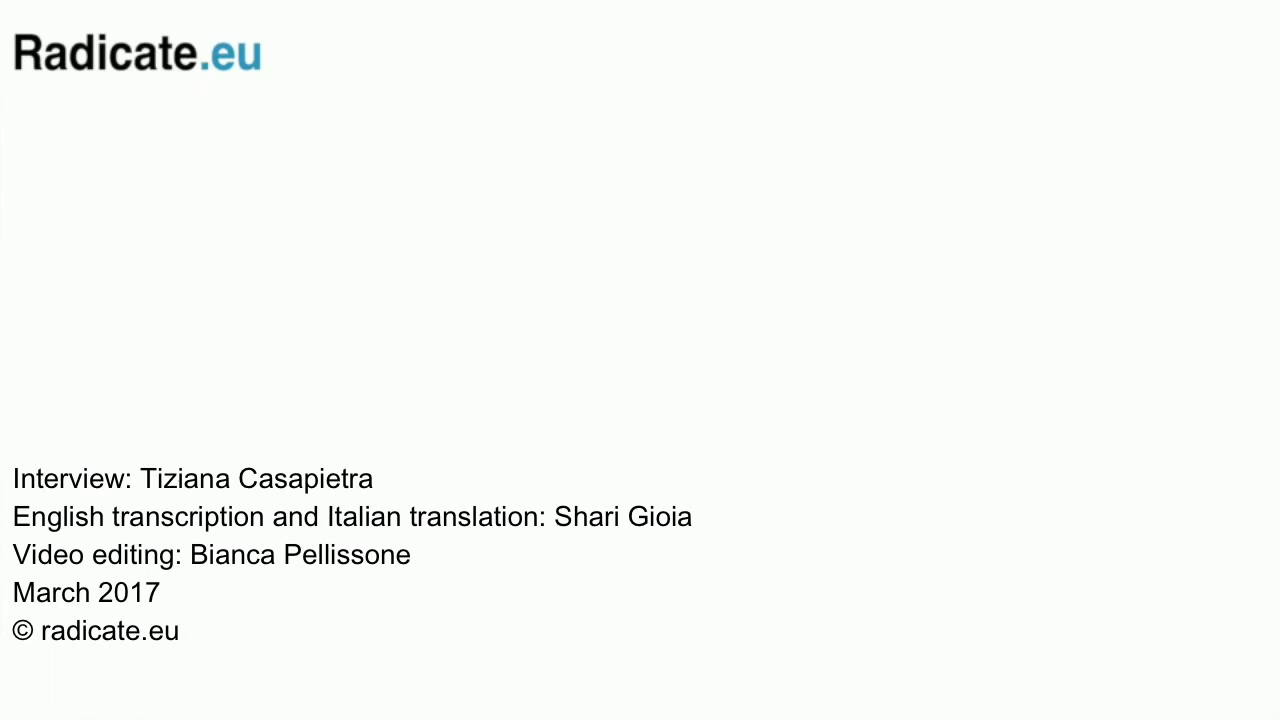 Radicate.eu
Interview: Tiziana Casapietra
English transcription and Italian translation: Shari Gioia
Video editing: Bianca Pellissone
March 2017
© radicate.eu